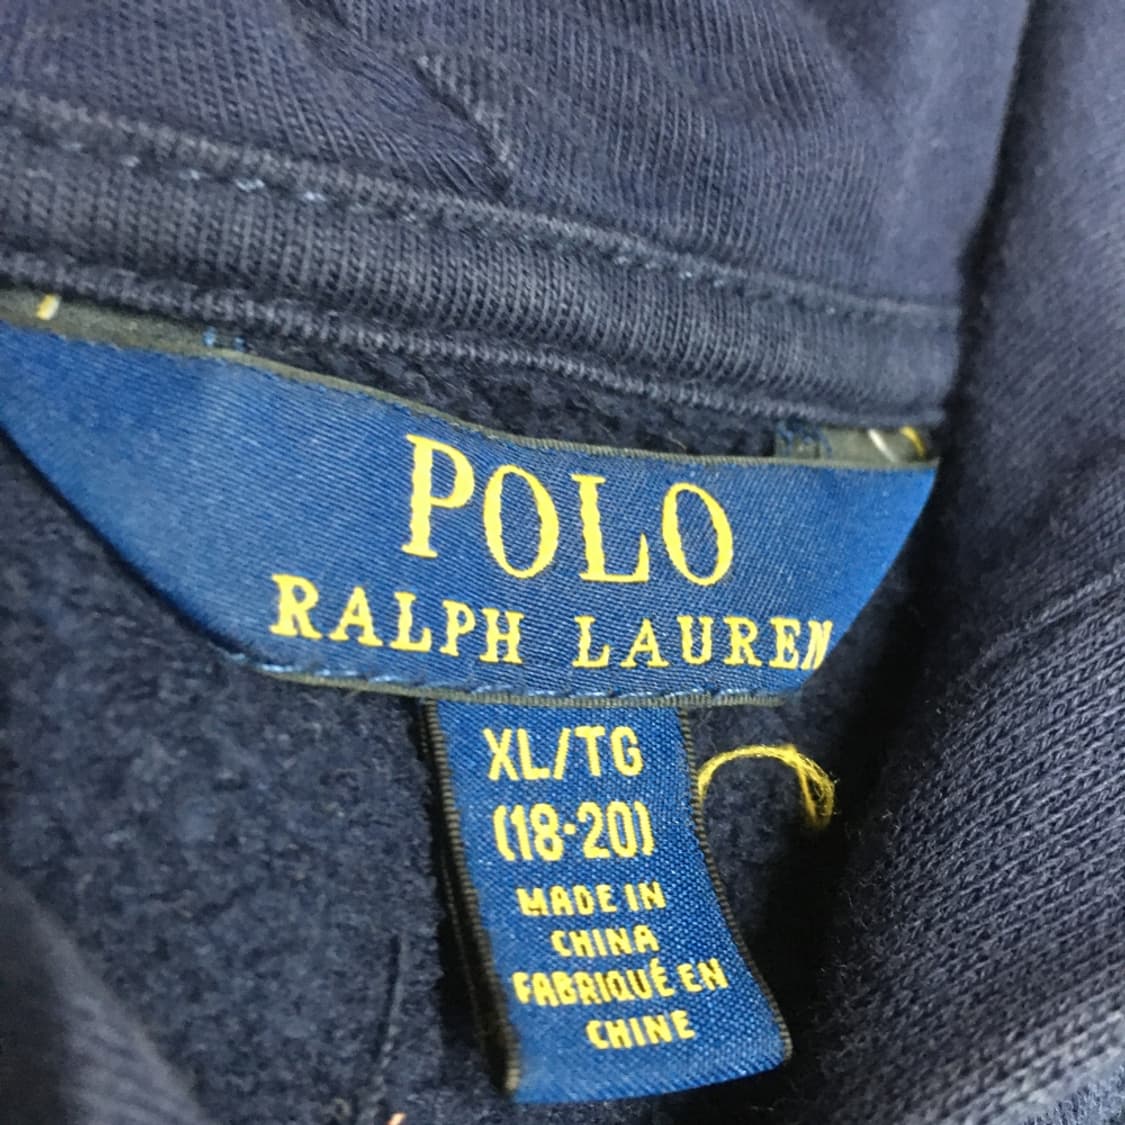 POLO
RALPH LAUREN
XL/TG
(18-20)
MADE IN
CHINA
FABRIQUÉ EN
CHINE